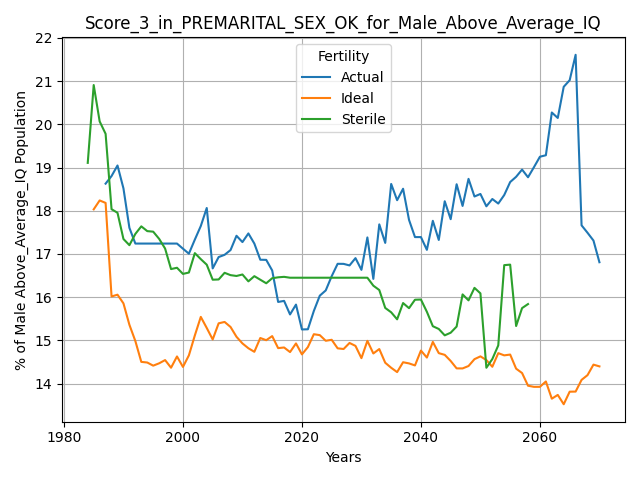 Score_3_in_PREMARITAL_SEX_OK_for_Male_Above_Average_IQ
% of Male Above_Average_IQ Population
22
21
20
19
18
17
16
15
14
Fertility
Actual
Ideal
Sterile
1980 2000 2020 2040 2060
Years